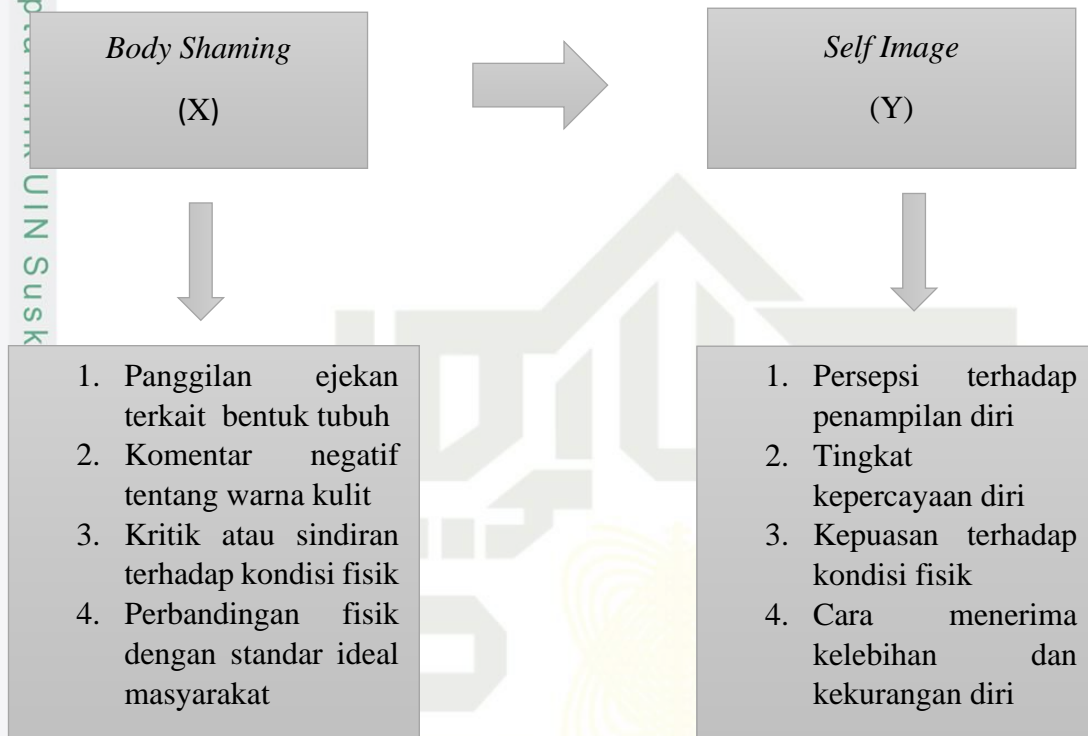 Body Shaming
(X)
Self Image
(Y)
1. Panggilan ejekan
terkait bentuk tubuh
2. Komentar negatif
tentang warna kulit
3. Kritik atau sindiran
terhadap kondisi fisik
4. Perbandingan fisik
dengan standar ideal
masyarakat
1. Persepsi terhadap
penampilan diri
2. Tingkat
kepercayaan diri
3. Kepuasan terhadap
kondisi fisik
4. Cara menerima
kelebihan dan
kekurangan diri
UIN Susk